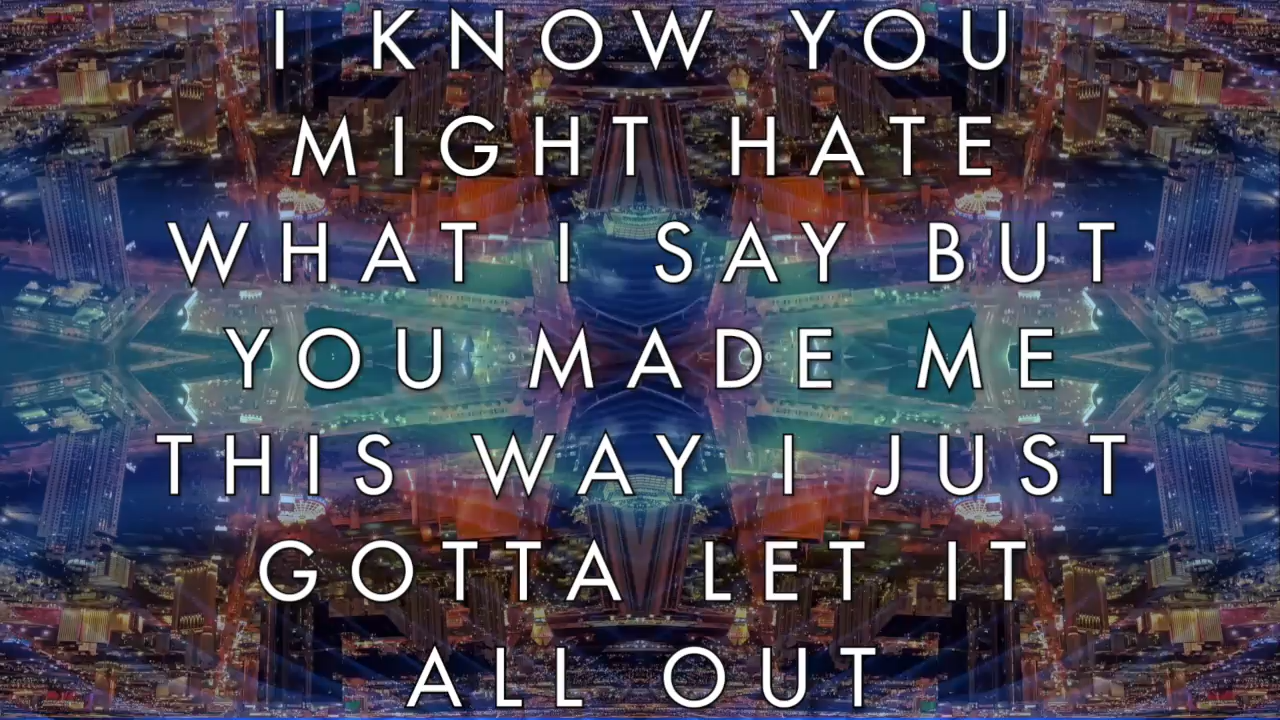 I KNOW YOU
MIGHT HATE
WHAT I SAY BUT
YOU MADE ME
THIS WAY I JUST
GOTTA LET IT
ALL OUT